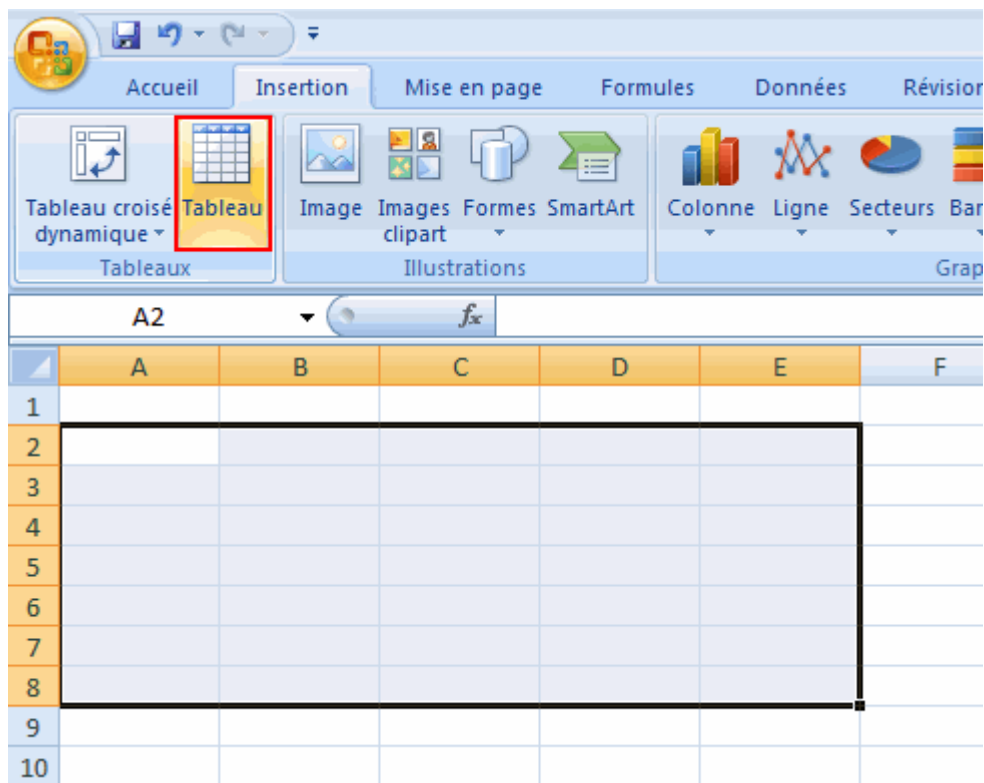 Accueil Insertion Mise en page Formules Données Révision
Tableau croisé Tableau Image Images Formes SmartArt Colonne Ligne Secteurs
dynamique clipart
Tableaux Illustrations
A2 fx
A B C D E F
1
2
3
4
5
6
7
8
9
10